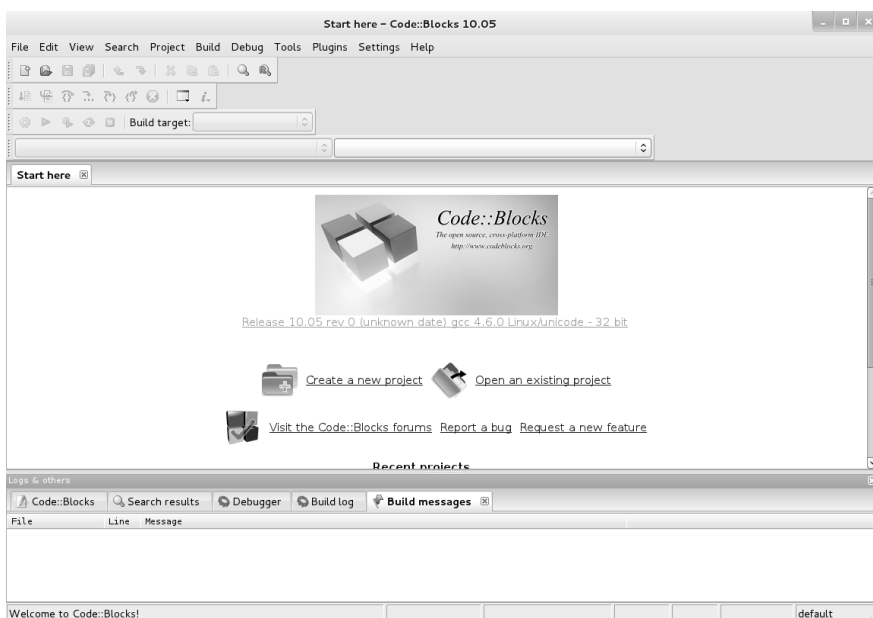 Start here – Code::Blocks 10.05
File Edit View Search Project Build Debug Tools Plugins Settings Help
Build target:
Start here
Code::Blocks
The open source, cross-platform IDE
http://www.codeblocks.org
Release 10.05 rev 0 (unknown date) gcc 4.6.0 Linux/unicode - 32 bit
Create a new project Open an existing project
Visit the Code::Blocks forums Report a bug Request a new feature
Recent projects
Logs & others
Code::Blocks Search results Debugger Build log Build messages
File Line Message
Welcome to Code::Blocks! default